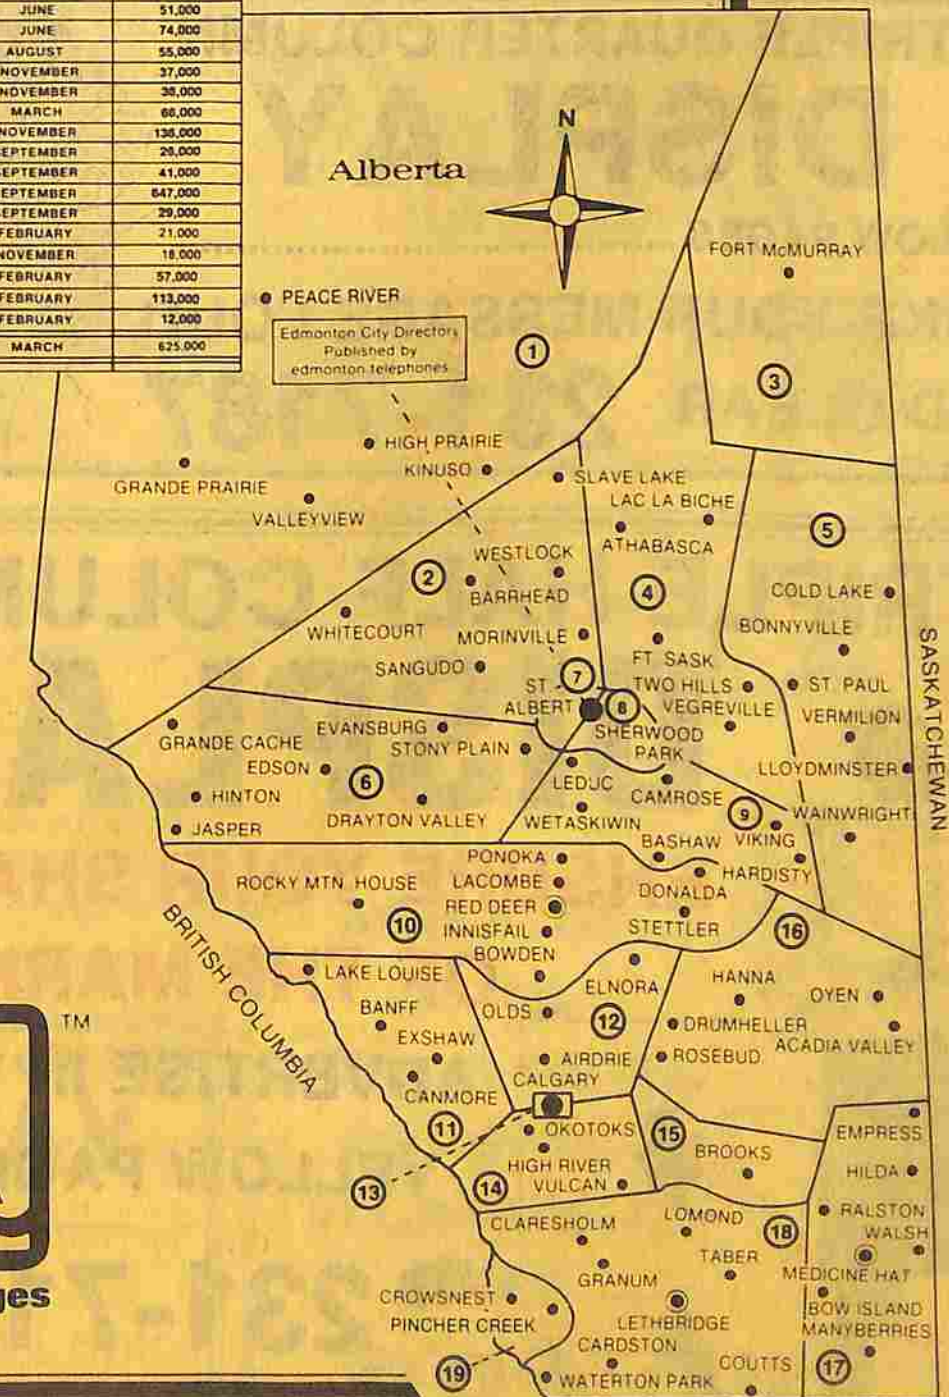 JUNE 51,000
JUNE 74,000
AUGUST 55,000
NOVEMBER 37,000
NOVEMBER 38,000
MARCH 66,000
NOVEMBER 136,000
SEPTEMBER 26,000
SEPTEMBER 41,000
SEPTEMBER 647,000
SEPTEMBER 29,000
FEBRUARY 21,000
NOVEMBER 18,000
FEBRUARY 57,000
FEBRUARY 113,000
FEBRUARY 12,000
MARCH 625,000
N
Alberta
FORT McMURRAY
PEACE RIVER
Edmonton City Directory
Published by
edmonton telephones
1
3
HIGH PRAIRIE
KINUSO
GRANDE PRAIRIE
VALLEYVIEW
SLAVE LAKE
LAC LA BICHE
ATHABASCA
5
WESTLOCK
2
BARRHEAD
4
COLD LAKE
WHITECOURT
MORINVILLE
BONNYVILLE
SANGUDO
FT SASK
7
ST
ALBERT
8
TWO HILLS
ST. PAUL
VEGREVILLE
VERMILION
SASKATCHEWAN
GRANDE CACHE
EVANSBURG
STONY PLAIN
SHERWOOD
PARK
EDSON
6
LEDUC
LLOYDMINSTER
HINTON
CAMROSE
DRAYTON VALLEY
WETASKIWIN
9
WAINWRIGHT
JASPER
BASHAW
VIKING
PONOKA
HARDISTY
ROCKY MTN. HOUSE
LACOMBE
DONALDA
RED DEER
10
INNISFAIL
STETTLER
16
BOWDEN
BRITISH COLUMBIA
LAKE LOUISE
ELNORA
HANNA
BANFF
OLDS
12
OYEN
EXSHAW
DRUMHELLER
ACADIA VALLEY
AIRDRIE
ROSEBUD
CALGARY
CANMORE
TM
11
OKOTOKS
15
EMPRESS
BROOKS
HIGH RIVER
HILDA
13
14
VULCAN
CLARESHOLM
LOMOND
18
RALSTON
WALSH
TABER
GRANUM
MEDICINE HAT
CROWSNEST
BOW ISLAND
PINCHER CREEK
LETHBRIDGE
MANYBERRIES
CARDSTON
19
WATERTON PARK
COUTTS
17
ges